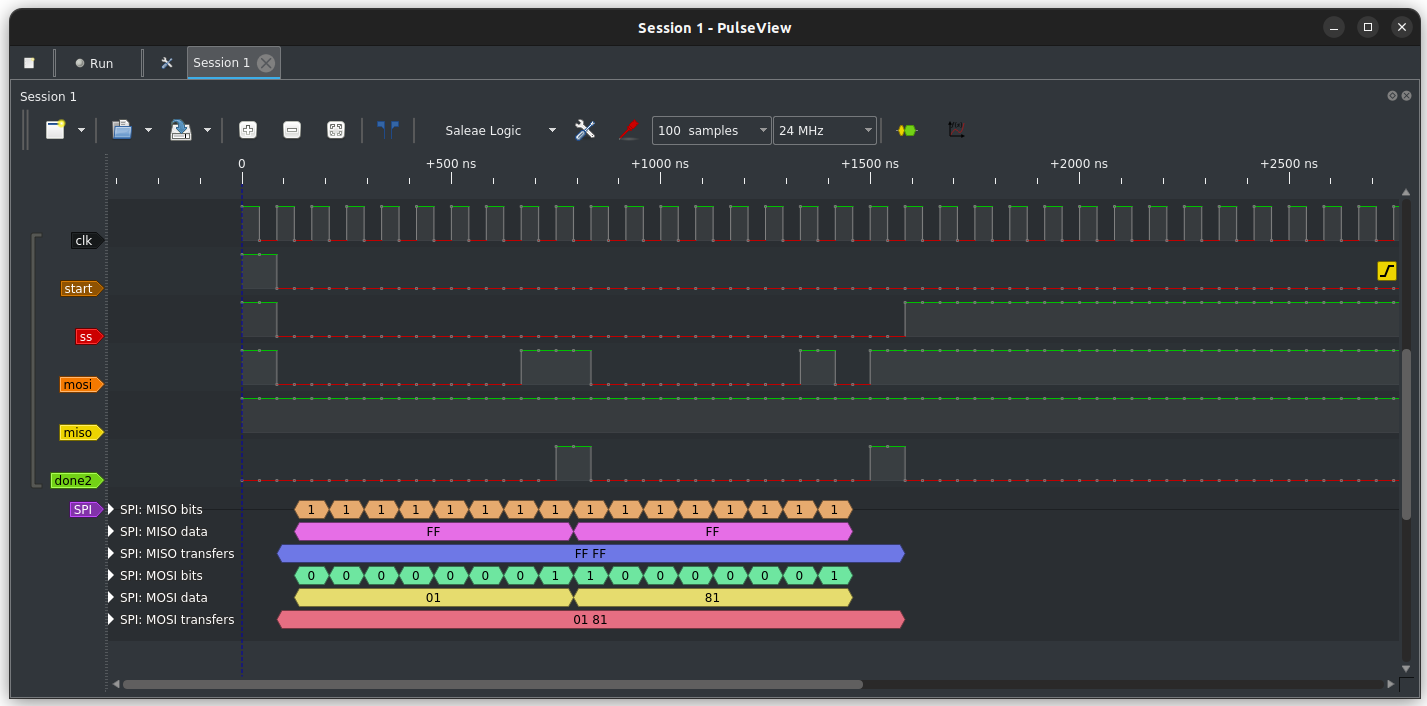 Session 1 - PulseView
Run
Session 1
Session 1
Saleae Logic
100 samples
24 MHz
f(x)
0 +500 ns +1000 ns +1500 ns +2000 ns +2500 ns
clk
start
ss
mosi
miso
done2
SPI SPI: MISO bits 1 1 1 1 1 1 1 1 1 1 1 1 1 1 1 1
SPI: MISO data FF FF
SPI: MISO transfers FF FF
SPI: MOSI bits 0 0 0 0 0 0 0 1 1 0 0 0 0 0 0 1
SPI: MOSI data 01 81
SPI: MOSI transfers 01 81